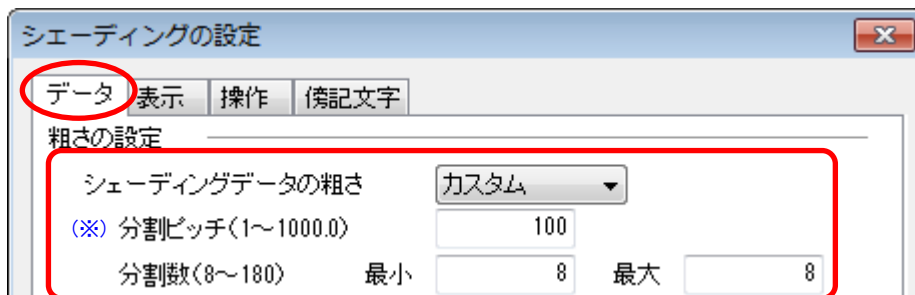 シェーディングの設定
データ 表示 操作 傍記文字
粗さの設定
シェーディングデータの粗さ カスタム
(※) 分割ピッチ(1～1000.0) 100
分割数(8～180) 最小 8 最大 8